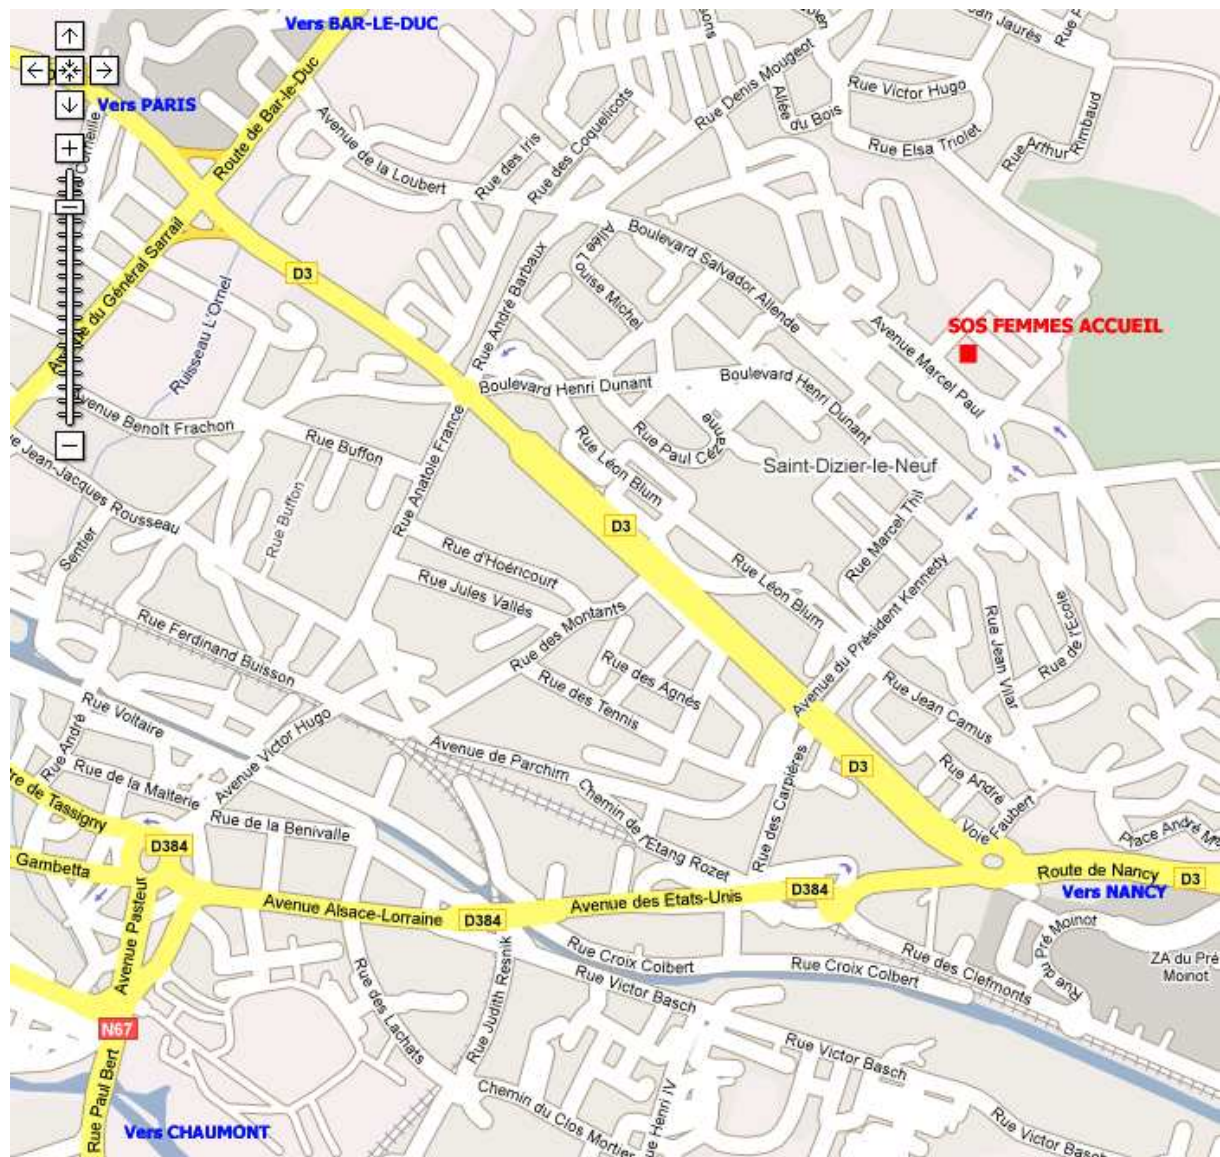 Vers BAR-LE-DUC
Jean Jaurès
Rue Denis Mougeot
Rue Victor Hugo
Allée du Bois
Rue Elsa Triolet
Rue Arthur Rimbaud
Vers PARIS
Route de Bar-le-Duc
Avenue de la Loubert
Rue des Iris
Rue des Coquelicots
Avenue du Général Sarrail
Ruisseau L'Ornel
D3
Rue André Barbaux
Allée Louise Michel
Boulevard Salvador Allende
SOS FEMMES ACCUEIL
Avenue Marcel Paul
Boulevard Henri Dunant
Boulevard Henri Dunant
Avenue Benoît Frachon
Rue Buffon
Rue Anatole France
Rue Léon Blum
Rue Paul Cézanne
Saint-Dizier-le-Neuf
Rue Jean-Jacques Rousseau
Sentier
Rue Buffon
D3
Rue Marcel Thil
Rue d'Hoéricourt
Rue Jules Vallés
Rue Léon Blum
Avenue du Président Kennedy
Rue Ferdinand Buisson
Rue des Montants
Rue des Agnés
Rue des Tennis
Rue Jean Vilar
Rue de l'Ecole
Rue Jean Camus
Rue Voltaire
Rue André
Avenue Victor Hugo
Avenue de Parchim
Rue de la Malterie
Chemin de l'Etang Rozet
Rue des Carpières
D3
Rue André
Voie Faubert
Place André M
re de Tassigny
Rue de la Benivalle
D384
Gambetta
Avenue Pasteur
Avenue Alsace-Lorraine
D384
Avenue des Etats-Unis
D384
Route de Nancy
D3
Vers NANCY
Rue du Pré Moinot
ZA du Pré
Moinot
Rue Croix Colbert
Rue Croix Colbert
Rue des Clefmonts
Rue Victor Basch
Rue des Lachats
Rue Judith Resnik
N67
Rue Paul Bert
Rue Victor Basch
Chemin du Clos Mortier
Rue Henri IV
Rue Victor Basch
Vers CHAUMONT